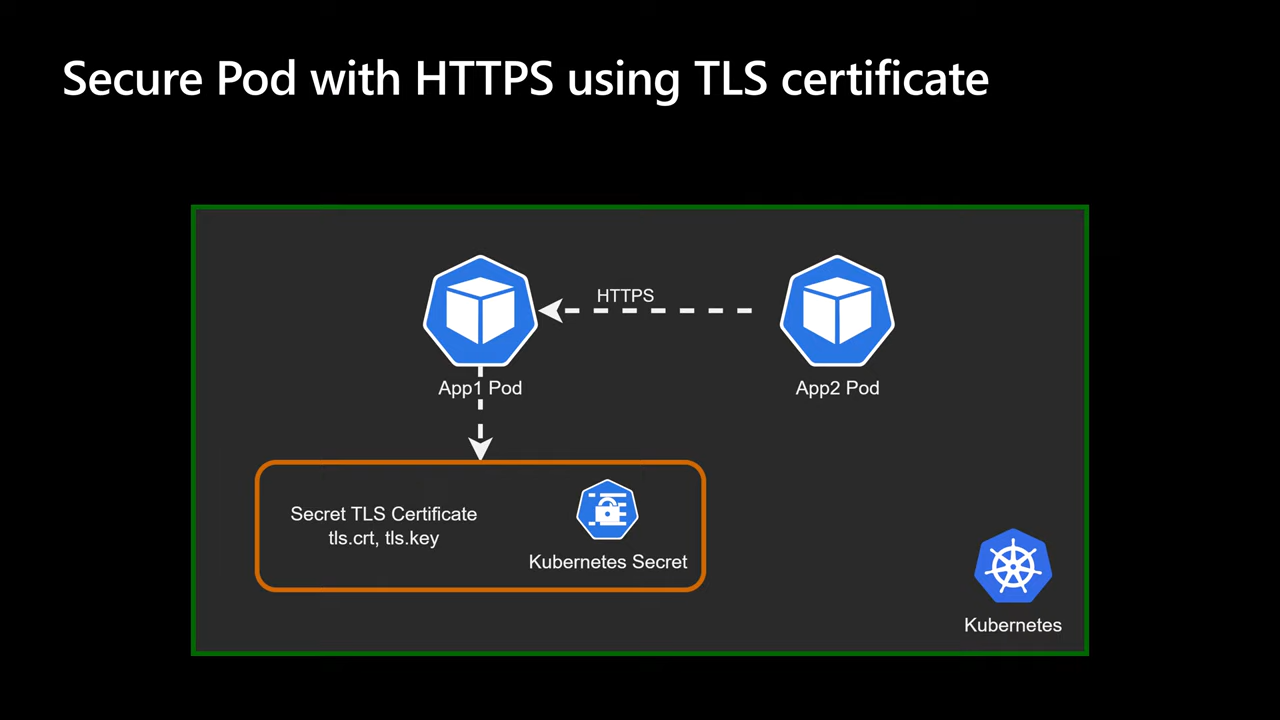 Secure Pod with HTTPS using TLS certificate
HTTPS
App1 Pod
App2 Pod
Secret TLS Certificate
tls.crt, tls.key
Kubernetes Secret
Kubernetes